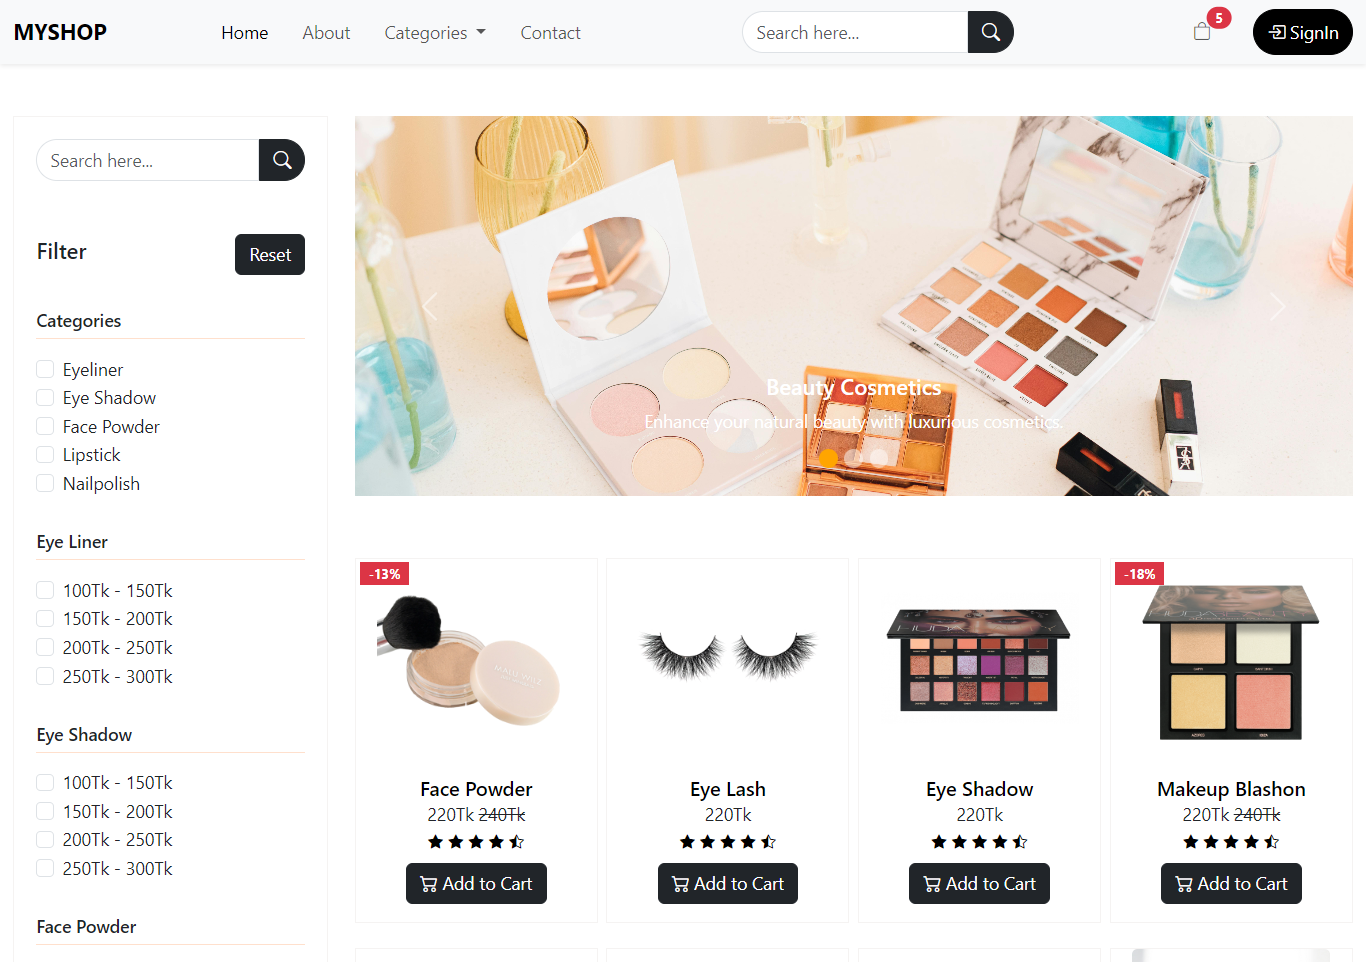 MYSHOP
Home
About
Categories
Contact
Search here...
5
SignIn
Search here...
Filter
Reset
Categories
Eyeliner
Eye Shadow
Face Powder
Lipstick
Nailpolish
Eye Liner
100Tk - 150Tk
150Tk - 200Tk
200Tk - 250Tk
250Tk - 300Tk
Eye Shadow
100Tk - 150Tk
150Tk - 200Tk
200Tk - 250Tk
250Tk - 300Tk
Face Powder
Beauty Cosmetics
Enhance your natural beauty with luxurious cosmetics.
-13%
Face Powder
220Tk 240Tk
Add to Cart
Eye Lash
220Tk
Add to Cart
Eye Shadow
220Tk
Add to Cart
-18%
Makeup Blashon
220Tk 240Tk
Add to Cart